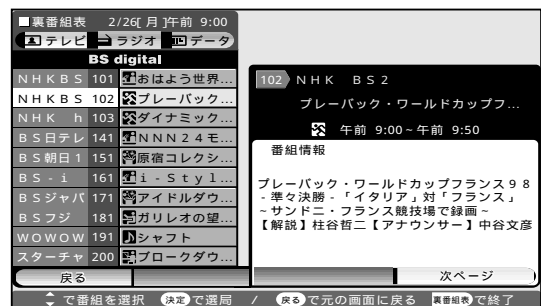 ■裏番組表 2/26[月]午前 9:00
テレビ ラジオ データ
BS digital
NHKBS 101 おはよう世界...
NHKBS 102 プレーバック...
NHK h 103 ダイナミック...
BS日テレ 141 NNN24モ...
BS朝日1 151 原宿コレクシ...
BS-i 161 i-Styl...
BSジャパ 171 アイドルダウ...
BSフジ 181 ガリレオの望...
WOWOW 191 シャフト
スターチャ 200 ブロークダウ...
戻る
102 NHK BS2
プレーバック・ワールドカップフ...
午前 9:00~午前 9:50
番組情報
プレーバック・ワールドカップフランス98
-準々決勝-「イタリア」対「フランス」
~サンドニ・フランス競技場で録画~
【解説】柱谷哲二【アナウンサー】中谷文彦
次ページ
で番組を選択 決定で選局 / 戻るで元の画面に戻る 裏番組表で終了